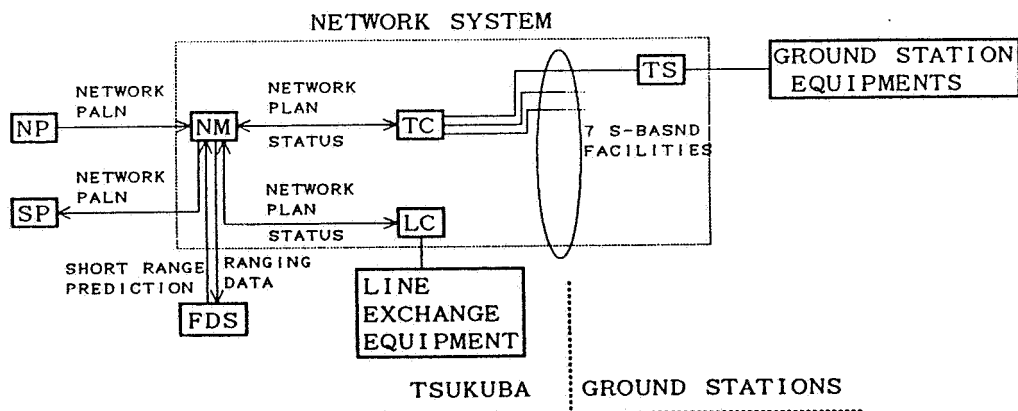 NETWORK SYSTEM
NP
NETWORK
PALN
NM
NETWORK
PLAN
STATUS
TC
TS
GROUND STATION
EQUIPMENTS
7 S-BASND
FACILITIES
SP
NETWORK
PALN
NETWORK
PLAN
STATUS
LC
SHORT RANGE
PREDICTION
RANGING
DATA
FDS
LINE
EXCHANGE
EQUIPMENT
TSUKUBA
GROUND STATIONS